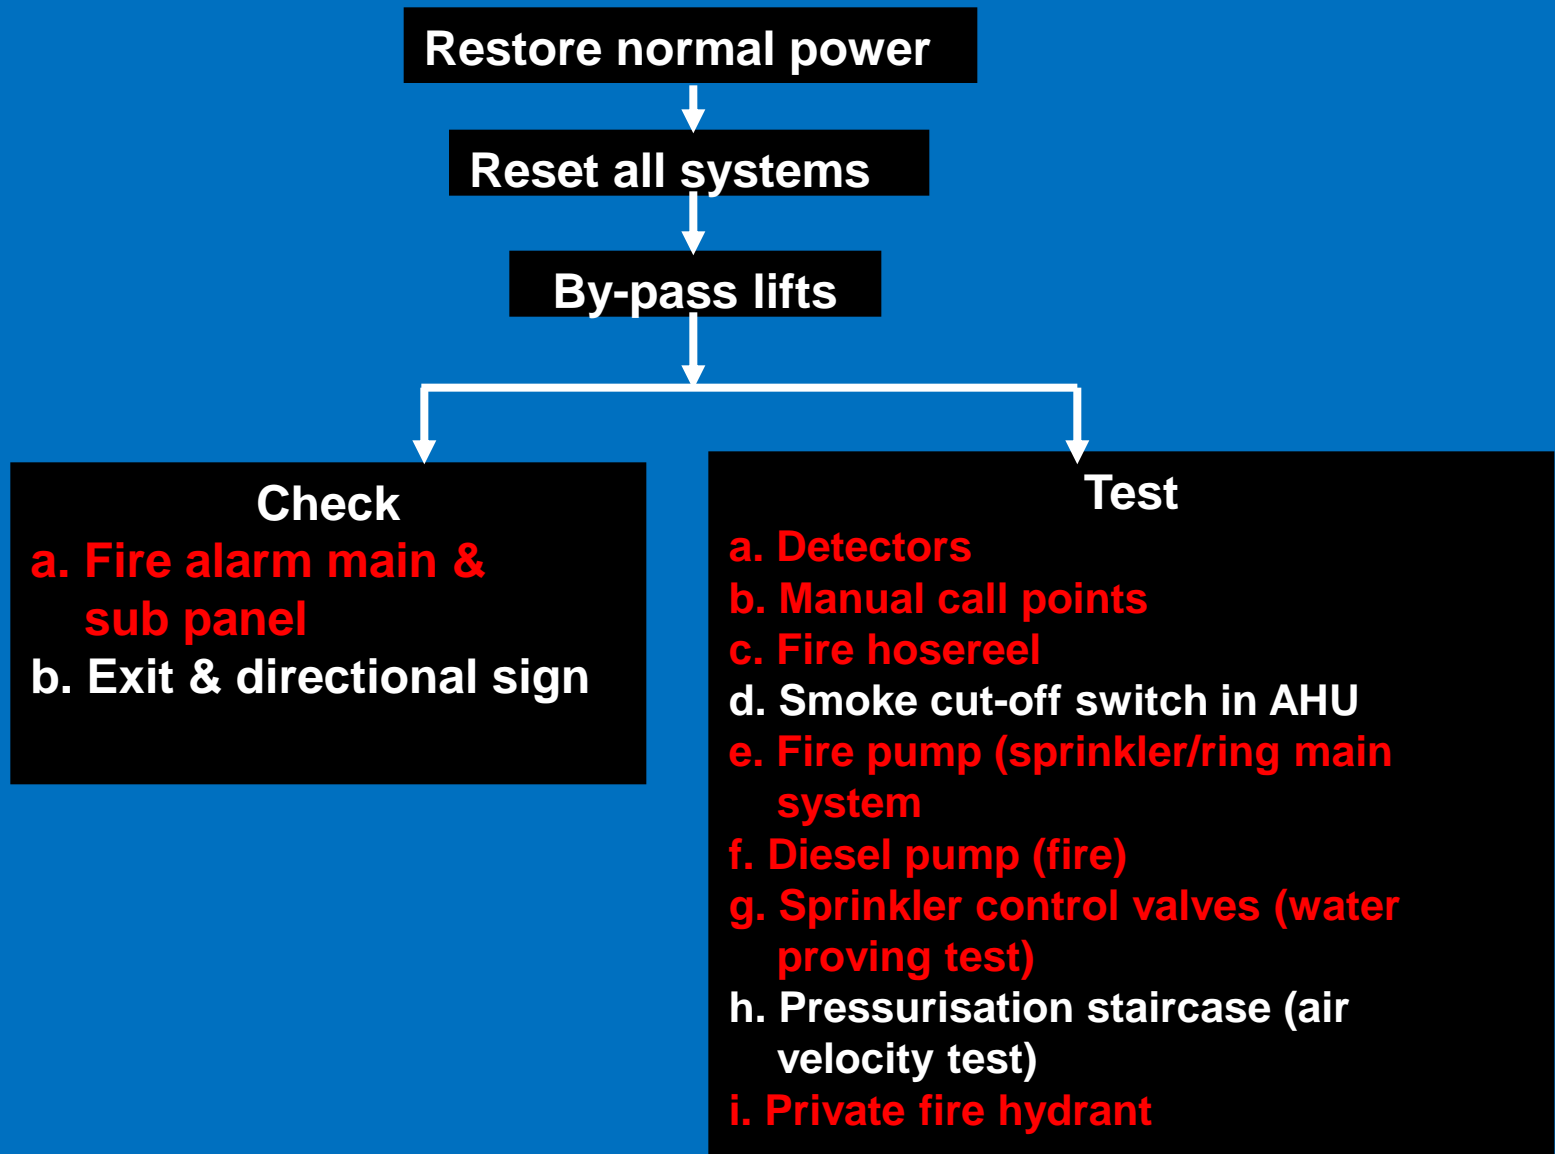 Restore normal power
Reset all systems
By-pass lifts
Check
a. Fire alarm main &
sub panel
b. Exit & directional sign
Test
a. Detectors
b. Manual call points
c. Fire hosereel
d. Smoke cut-off switch in AHU
e. Fire pump (sprinkler/ring main
system
f. Diesel pump (fire)
g. Sprinkler control valves (water
proving test)
h. Pressurisation staircase (air
velocity test)
i. Private fire hydrant